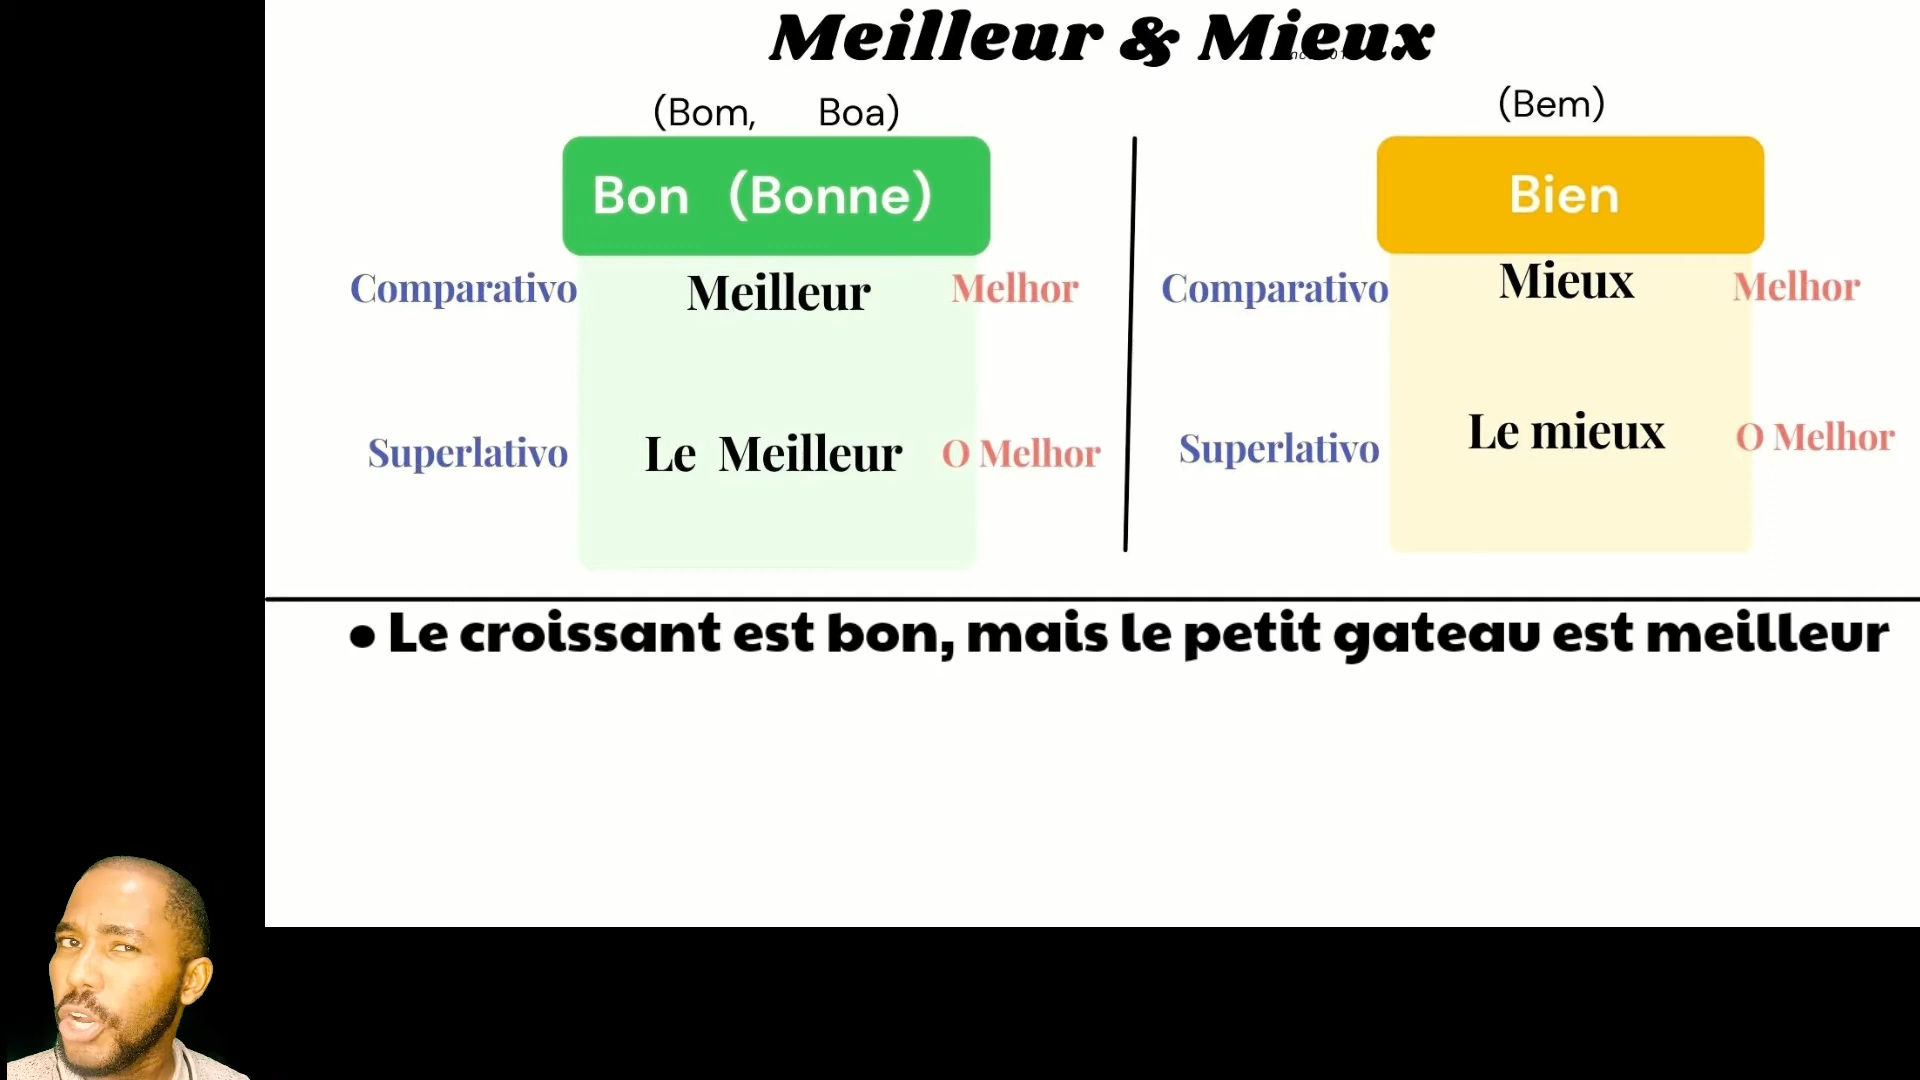 Meilleur & Mieux
(Bom, Boa)
Bon (Bonne)
Comparativo Meilleur Melhor
Superlativo Le Meilleur O Melhor
(Bem)
Bien
Comparativo Mieux Melhor
Superlativo Le mieux O Melhor
• Le croissant est bon, mais le petit gateau est meilleur